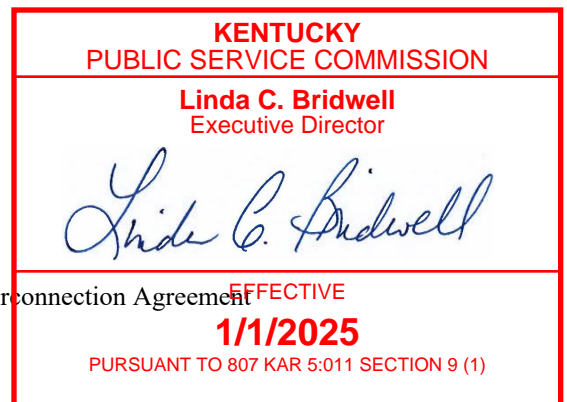 KENTUCKY
PUBLIC SERVICE COMMISSION
Linda C. Bridwell
Executive Director
Linda C. Bridwell
rconnection Agreement EFFECTIVE
1/1/2025
PURSUANT TO 807 KAR 5:011 SECTION 9 (1)